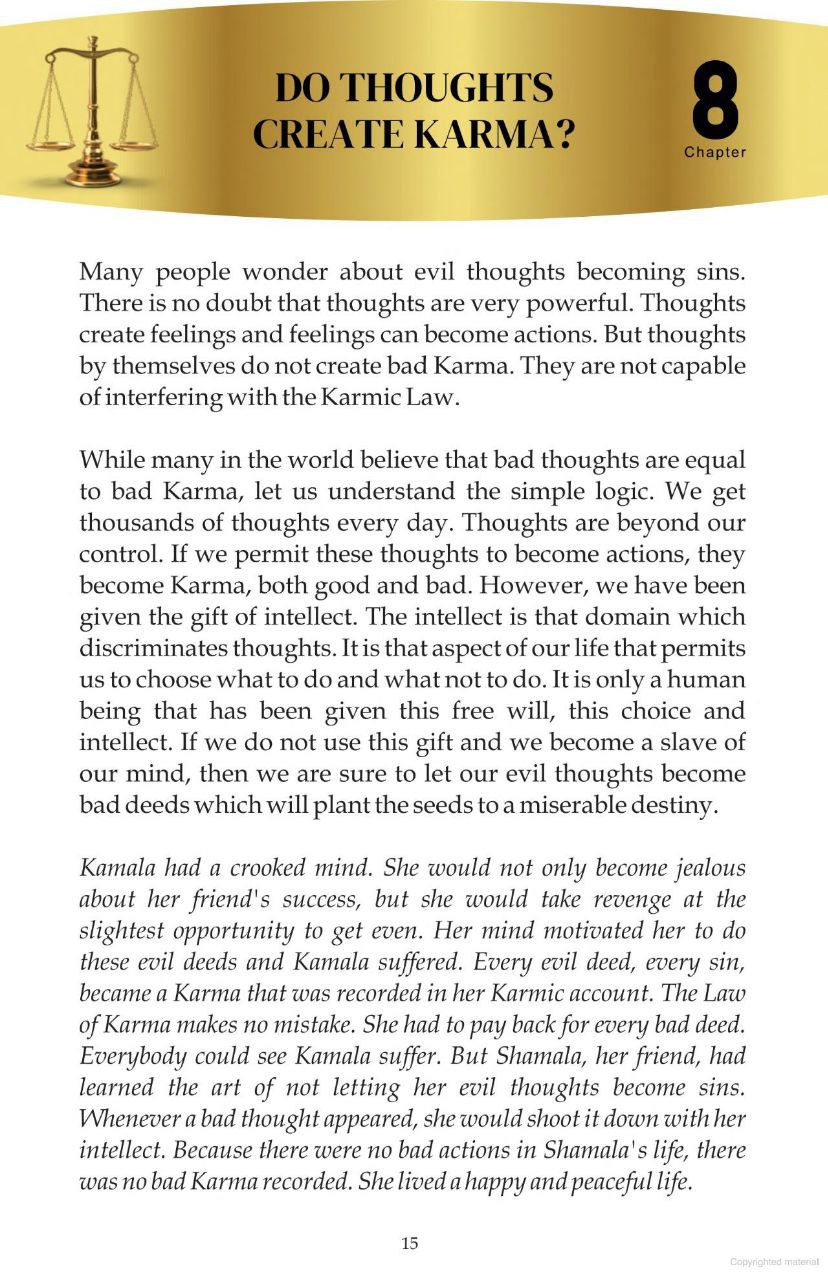 DO THOUGHTS
CREATE KARMA?
8
Chapter
Many people wonder about evil thoughts becoming sins.
There is no doubt that thoughts are very powerful. Thoughts
create feelings and feelings can become actions. But thoughts
by themselves do not create bad Karma. They are not capable
of interfering with the Karmic Law.
While many in the world believe that bad thoughts are equal
to bad Karma, let us understand the simple logic. We get
thousands of thoughts every day. Thoughts are beyond our
control. If we permit these thoughts to become actions, they
become Karma, both good and bad. However, we have been
given the gift of intellect. The intellect is that domain which
discriminates thoughts. It is that aspect of our life that permits
us to choose what to do and what not to do. It is only a human
being that has been given this free will, this choice and
intellect. If we do not use this gift and we become a slave of
our mind, then we are sure to let our evil thoughts become
bad deeds which will plant the seeds to a miserable destiny.
Kamala had a crooked mind. She would not only become jealous
about her friend's success, but she would take revenge at the
slightest opportunity to get even. Her mind motivated her to do
these evil deeds and Kamala suffered. Every evil deed, every sin,
became a Karma that was recorded in her Karmic account. The Law
of Karma makes no mistake. She had to pay back for every bad deed.
Everybody could see Kamala suffer. But Shamala, her friend, had
learned the art of not letting her evil thoughts become sins.
Whenever a bad thought appeared, she would shoot it down with her
intellect. Because there were no bad actions in Shamala's life, there
was no bad Karma recorded. She lived a happy and peaceful life.
15
Copyrighted material